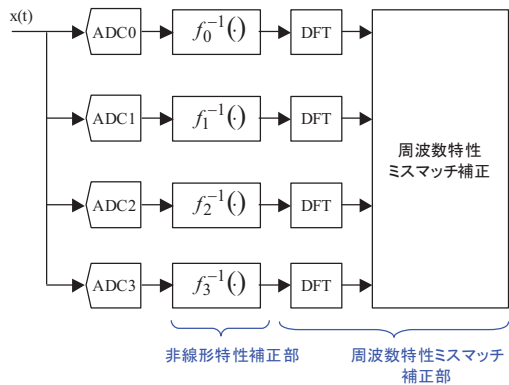 x(t)
ADC0
f₀⁻¹(·)
DFT
ADC1
f₁⁻¹(·)
DFT
ADC2
f₂⁻¹(·)
DFT
ADC3
f₃⁻¹(·)
DFT
周波数特性
ミスマッチ補正
非線形特性補正部
周波数特性ミスマッチ
補正部